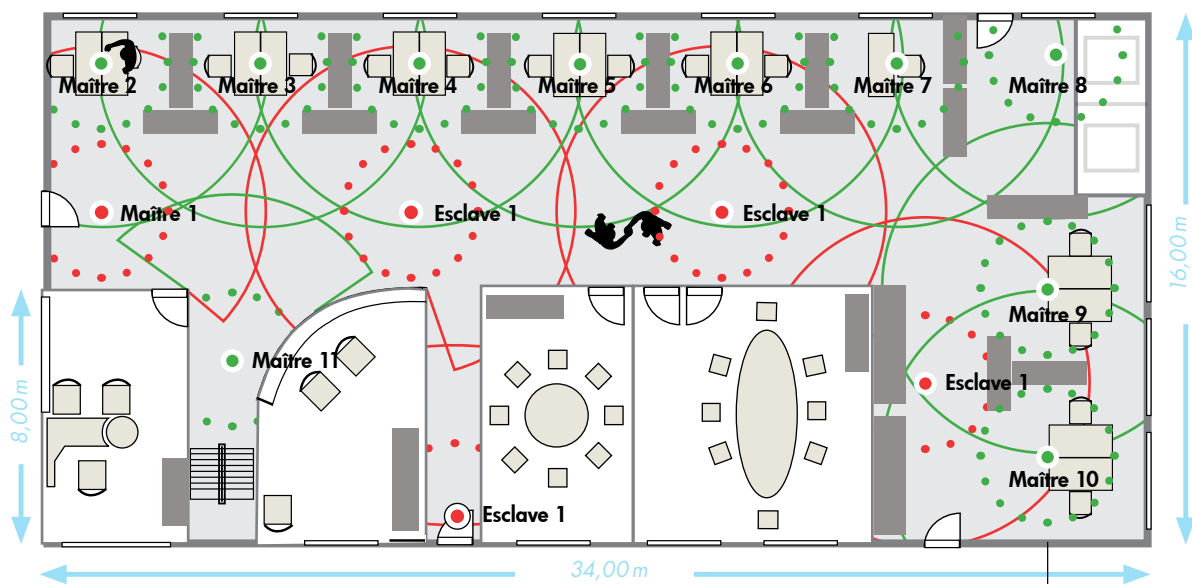 Maître 2
Maître 3
Maître 4
Maître 5
Maître 6
Maître 7
Maître 8
Maître 1
Esclave 1
Esclave 1
16,00 m
Maître 9
Maître 11
8,00 m
Esclave 1
Maître 10
Esclave 1
34,00 m